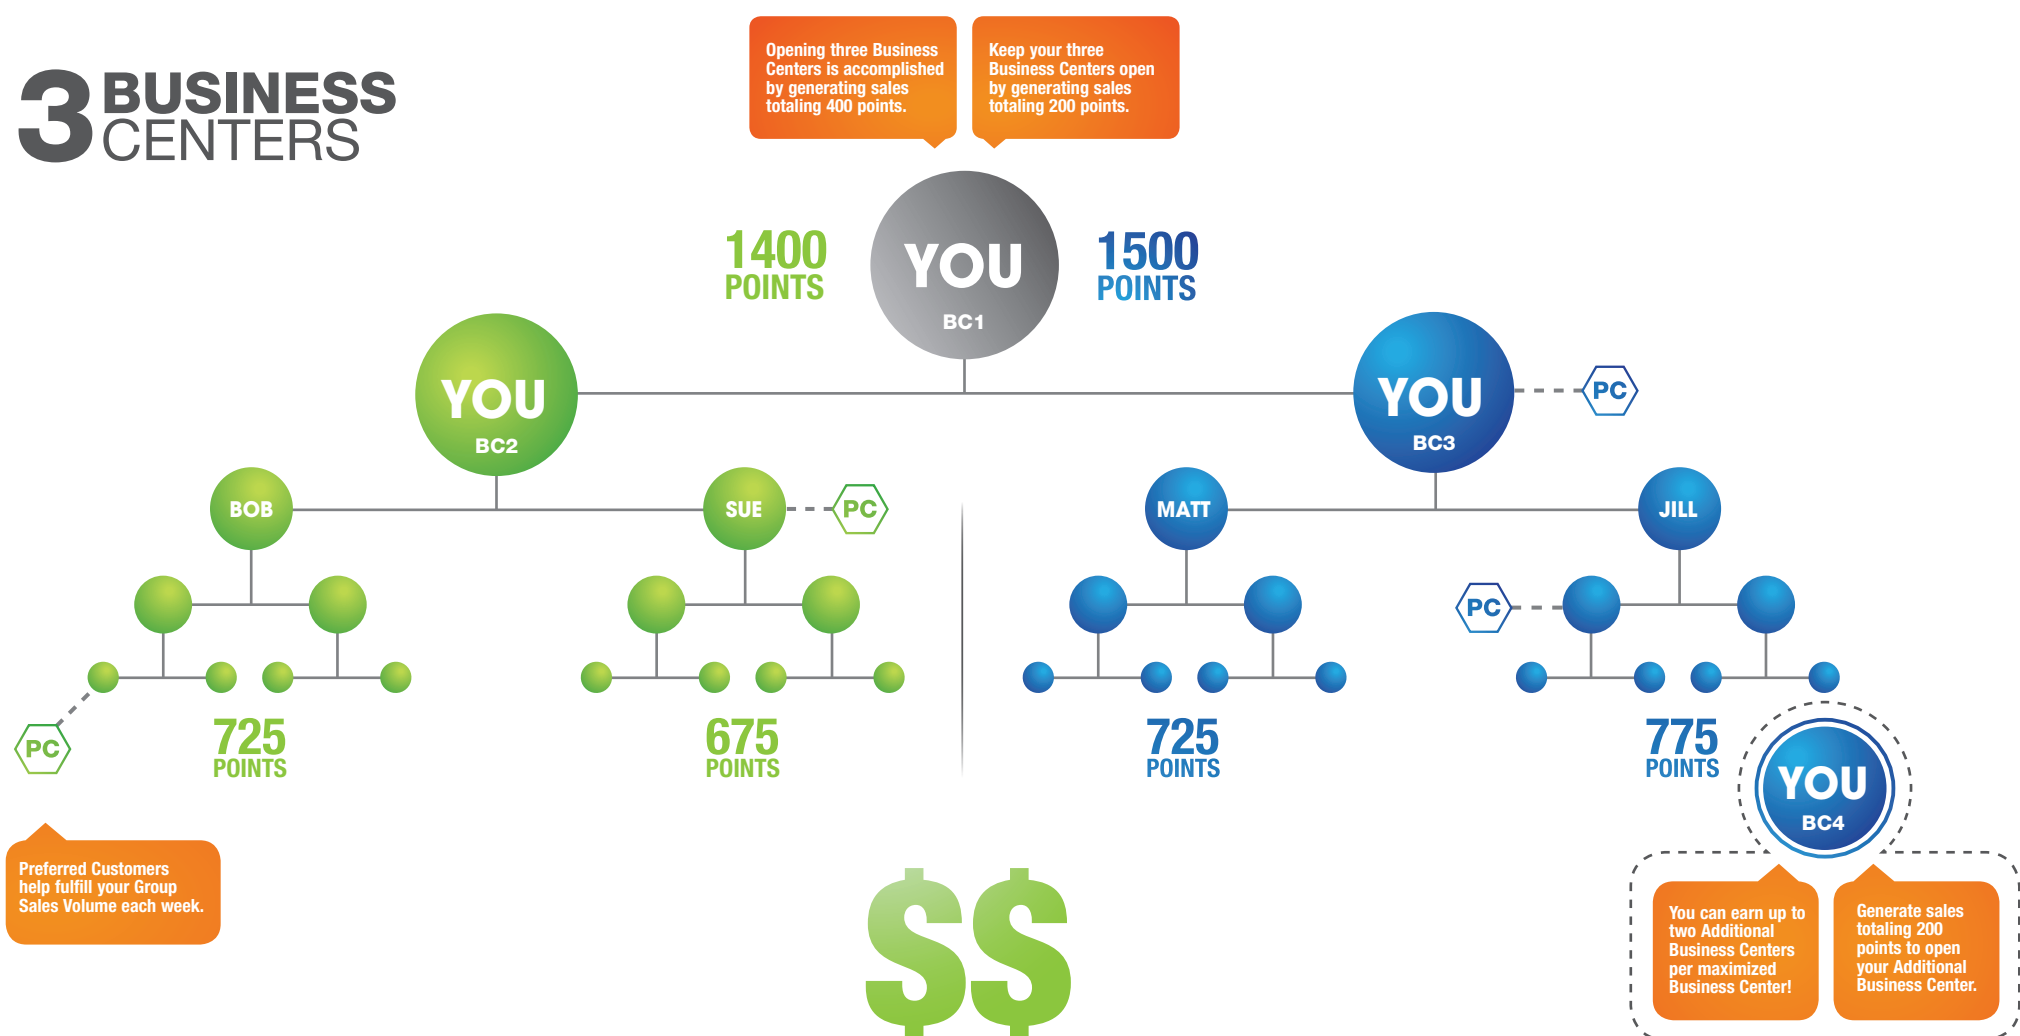 3 BUSINESS
CENTERS
Opening three Business
Centers is accomplished
by generating sales
totaling 400 points.
Keep your three
Business Centers open
by generating sales
totaling 200 points.
1400
POINTS
YOU
BC1
1500
POINTS
YOU
BC2
YOU
BC3
PC
BOB
SUE
PC
MATT
JILL
PC
PC
725
POINTS
675
POINTS
725
POINTS
775
POINTS
YOU
BC4
Preferred Customers
help fulfill your Group
Sales Volume each week.
$$
You can earn up to
two Additional
Business Centers
per maximized
Business Center!
Generate sales
totaling 200
points to open
your Additional
Business Center.